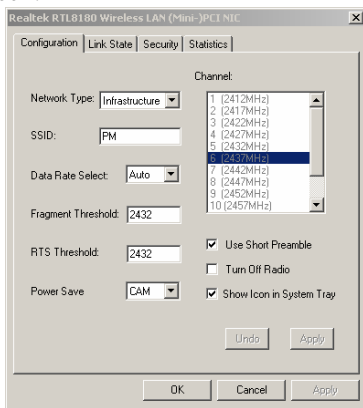 Realtek RTL8180 Wireless LAN (Mini-)PCI NIC
Configuration Link State Security Statistics
Network Type: Infrastructure
SSID: PM
Data Rate Select: Auto
Fragment Threshold: 2432
RTS Threshold: 2432
Power Save CAM
Channel:
1 (2412MHz)
2 (2417MHz)
3 (2422MHz)
4 (2427MHz)
5 (2432MHz)
6 (2437MHz)
7 (2442MHz)
8 (2447MHz)
9 (2452MHz)
10 (2457MHz)
Use Short Preamble
Turn Off Radio
Show Icon in System Tray
Undo Apply
OK Cancel Apply